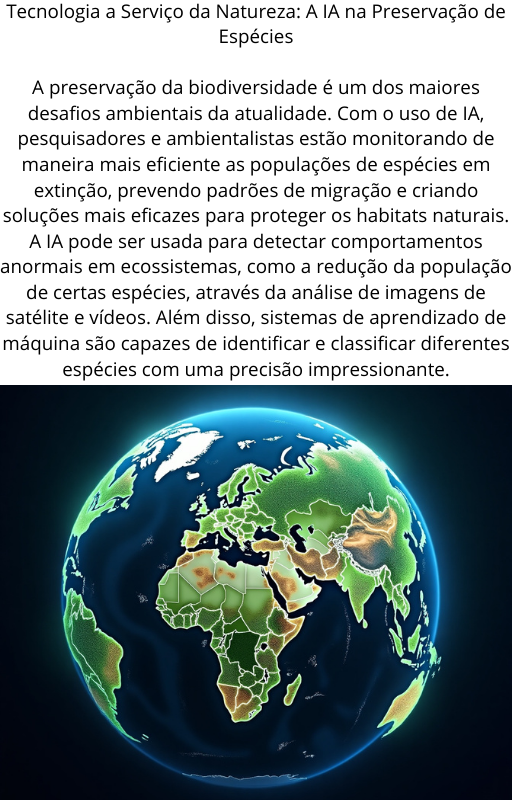 Tecnologia a Serviço da Natureza: A IA na Preservação de
Espécies
A preservação da biodiversidade é um dos maiores
desafios ambientais da atualidade. Com o uso de IA,
pesquisadores e ambientalistas estão monitorando de
maneira mais eficiente as populações de espécies em
extinção, prevendo padrões de migração e criando
soluções mais eficazes para proteger os habitats naturais.
A IA pode ser usada para detectar comportamentos
anormais em ecossistemas, como a redução da população
de certas espécies, através da análise de imagens de
satélite e vídeos. Além disso, sistemas de aprendizado de
máquina são capazes de identificar e classificar diferentes
espécies com uma precisão impressionante.